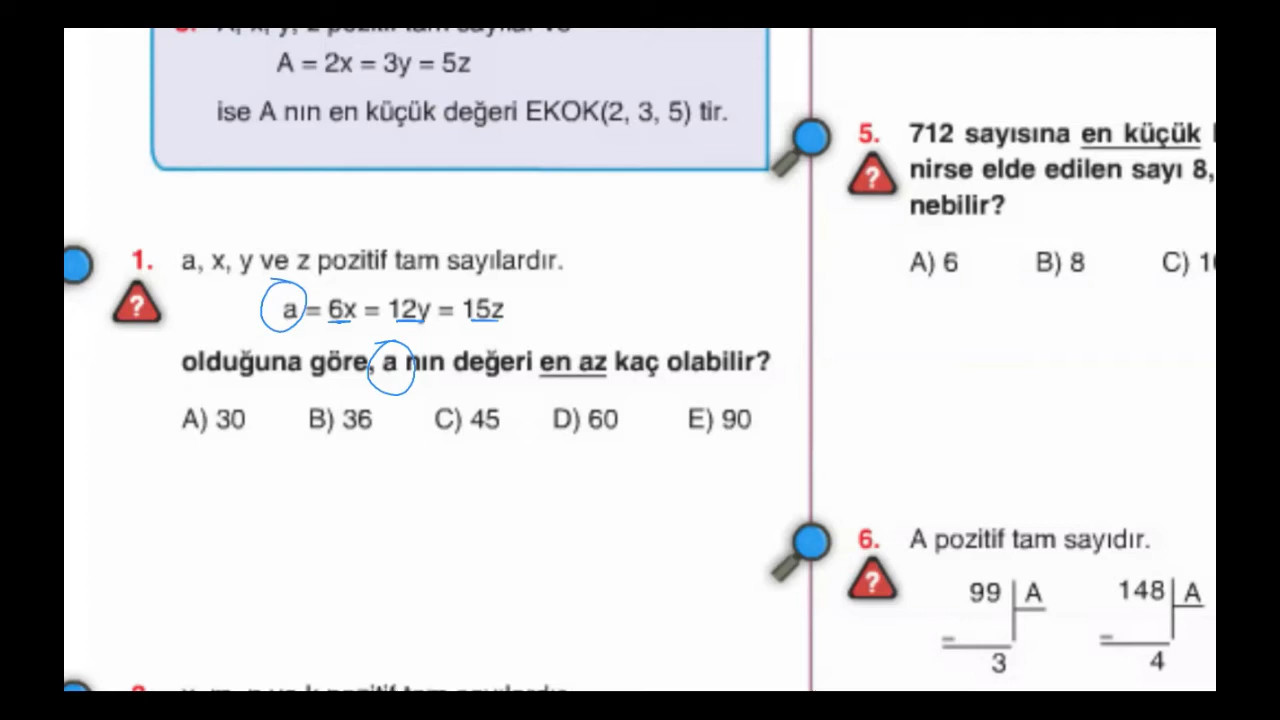 A = 2x = 3y = 5z
ise A nın en küçük değeri EKOK(2, 3, 5) tir.
1. a, x, y ve z pozitif tam sayılardır.
a = 6x = 12y = 15z
olduğuna göre, a nın değeri en az kaç olabilir?
A) 30 B) 36 C) 45 D) 60 E) 90
5. 712 sayısına en küçük
nirse elde edilen sayı 8,
nebilir?
A) 6 B) 8 C) 1
6. A pozitif tam sayıdır.
99 A 148 A
3 4